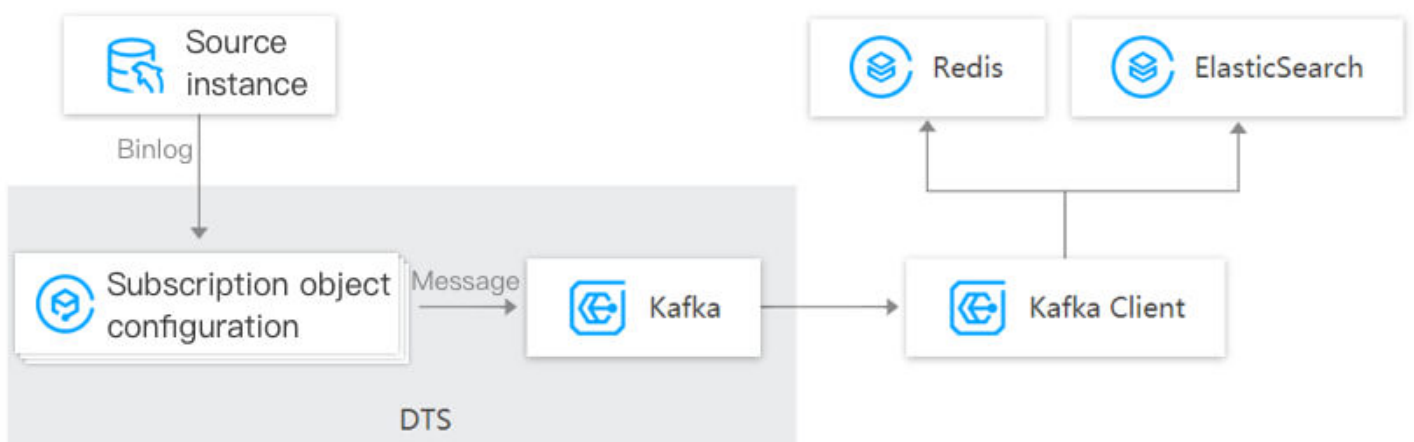 Source
instance
Redis
ElasticSearch
Binlog
Subscription object
configuration
Message
Kafka
Kafka Client
DTS